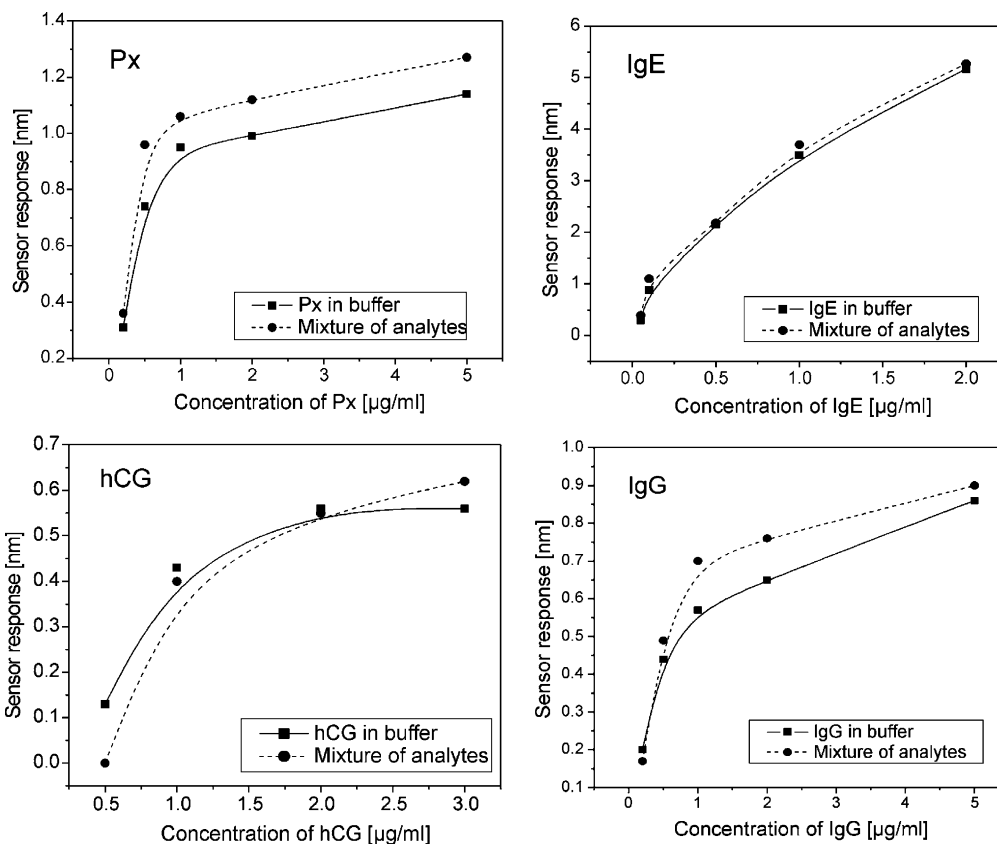 Px
Sensor response [nm]
1.4
1.2
1.0
0.8
0.6
0.4
0.2
Px in buffer
Mixture of analytes
0 1 2 3 4 5
Concentration of Px [µg/ml]
IgE
Sensor response [nm]
6
5
4
3
2
1
0
IgE in buffer
Mixture of analytes
0.0 0.5 1.0 1.5 2.0
Concentration of IgE [µg/ml]
hCG
Sensor response [nm]
0.7
0.6
0.5
0.4
0.3
0.2
0.1
0.0
hCG in buffer
Mixture of analytes
0.5 1.0 1.5 2.0 2.5 3.0
Concentration of hCG [µg/ml]
IgG
Sensor response [nm]
1.0
0.9
0.8
0.7
0.6
0.5
0.4
0.3
0.2
0.1
IgG in buffer
Mixture of analytes
0 1 2 3 4 5
Concentration of IgG [µg/ml]